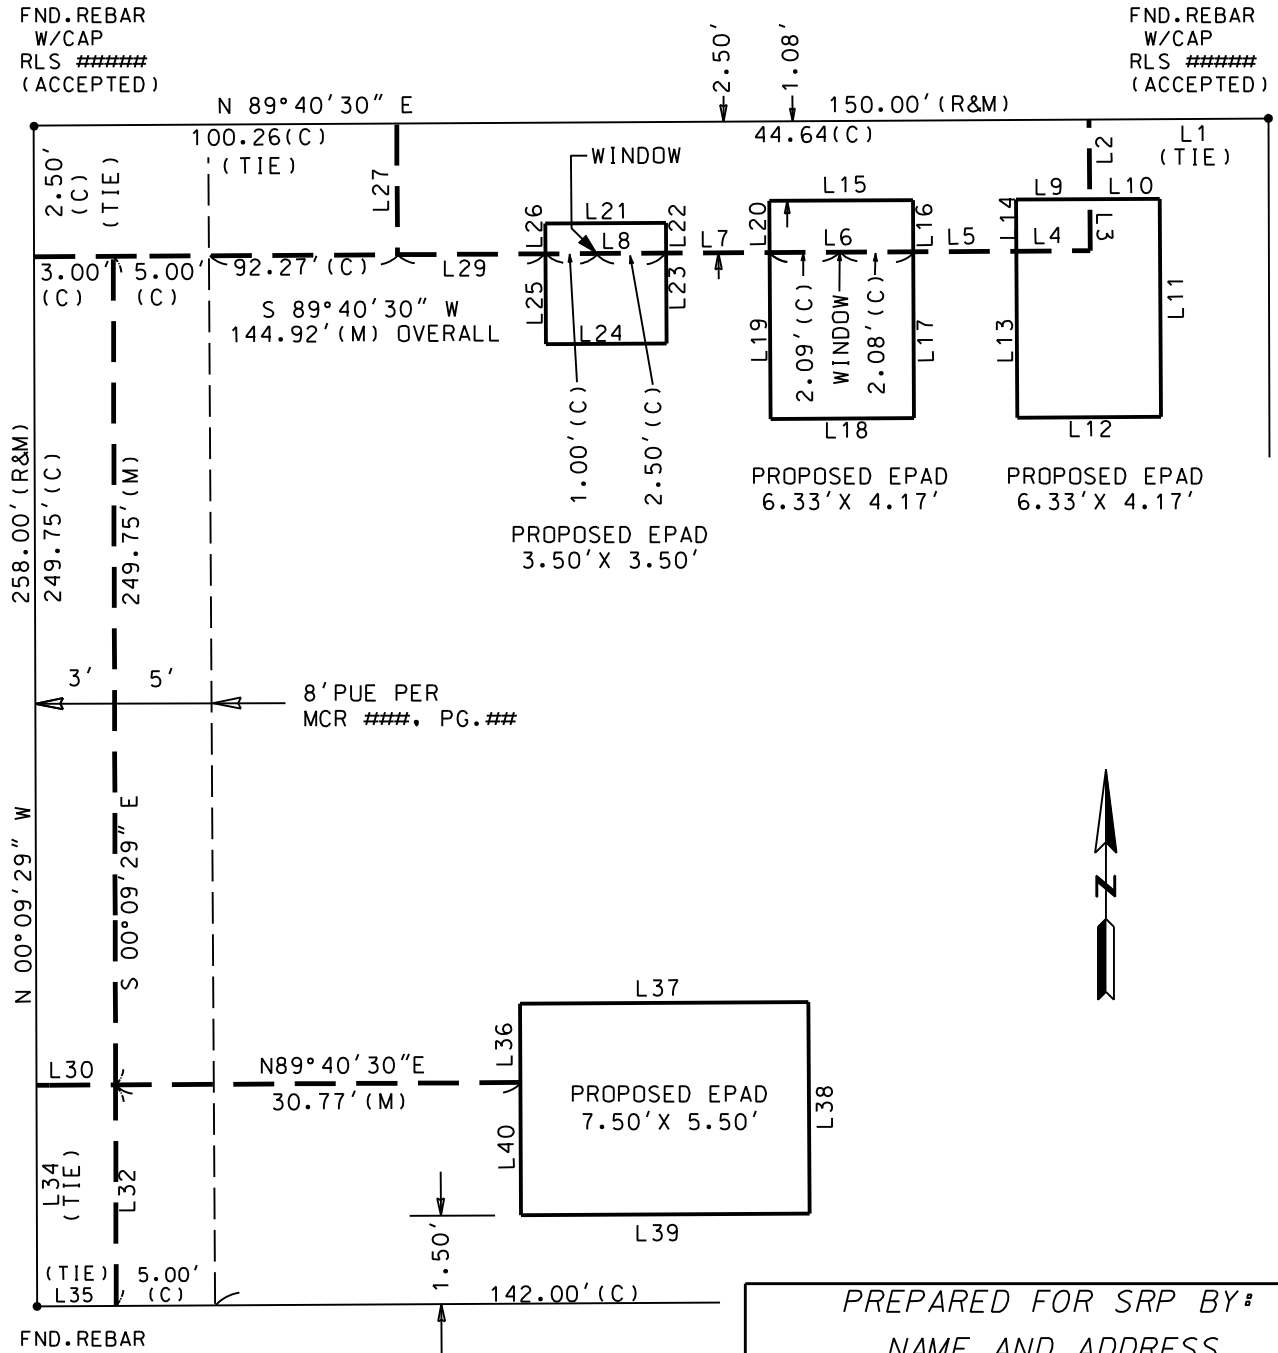 FND.REBAR
W/CAP
RLS #####
(ACCEPTED)
FND.REBAR
W/CAP
RLS #####
(ACCEPTED)
N 89°40'30" E
150.00'(R&M)
2.50'
1.08'
100.26(C)
(TIE)
44.64(C)
L1
(TIE)
2.50'
(C)
(TIE)
L27
WINDOW
L2
L15
L9
L10
L21
L26
L22
L8
L7
L20
L6
L16
L5
L14
L4
L3
3.00'
(C)
5.00'
(C)
92.27'(C)
L29
S 89°40'30" W
144.92'(M) OVERALL
L25
L23
L24
L19
2.09'(C)
WINDOW
2.08'(C)
L17
L13
L11
1.00'(C)
2.50'(C)
L18
L12
PROPOSED EPAD
6.33'X 4.17'
PROPOSED EPAD
6.33'X 4.17'
PROPOSED EPAD
3.50'X 3.50'
258.00'(R&M)
249.75'(C)
249.75'(M)
3'
5'
8'PUE PER
MCR ###, PG.##
N 00°09'29" W
S 00°09'29" E
N
L37
L36
L30
N89°40'30"E
30.77'(M)
PROPOSED EPAD
7.50'X 5.50'
L38
L40
L34
(TIE)
L32
L39
1.50'
(TIE)
L35
5.00'
(C)
142.00'(C)
FND.REBAR
PREPARED FOR SRP BY:
NAME AND ADDRESS